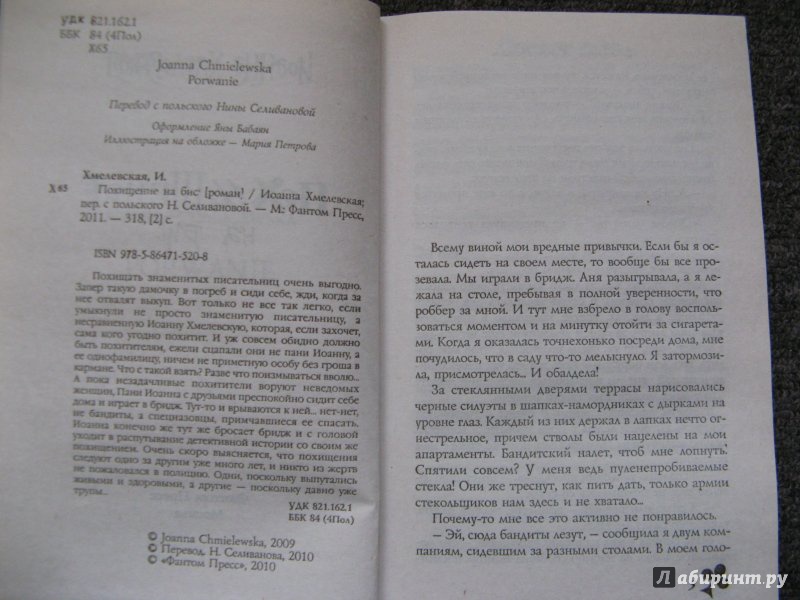 УДК 821.162.1
ББК 84 (4Пол)
Х65
Joanna Chmielewska
Porwanie
Перевод с польского Нины Селивановой
Оформление Яны Бабаян
Иллюстрация на обложке — Мария Петрова
Хмелевская, И.
Х 65 Похищение на бис: [роман] / Иоанна Хмелевская;
пер. с польского Н. Селивановой. — М.: Фантом Пресс,
2011. — 318, [2] с.
ISBN 978-5-86471-520-8
Похищать знаменитых писательниц очень выгодно.
Запер такую дамочку в погреб и сиди себе, жди, когда за
нее отвалят выкуп. Вот только не все так легко, если
умыкнули не просто знаменитую писательницу, а
несравненную Иоанну Хмелевскую, которая, если захочет,
сама кого угодно похитит. И уж совсем обидно должно
быть похитителям, ежели сцапали они не пани Иоанну, а
ее однофамилицу, ничем не приметную особу без гроша в
кармане. Что с такой взять? Разве что поизмываться вволю...
А пока незадачливые похитители воруют неведомых
женщин, Пани Иоанна с друзьями преспокойно сидит себе
дома и играет в бридж. Тут-то и врываются к ней... нет-нет,
не бандиты, а спецназовцы, примчавшиеся ее спасать.
Иоанна конечно же тут же бросает бридж и с головой
уходит в распутывание детективной истории со своим же
похищением. Очень скоро выясняется, что похищения
следуют одно за другим уже много лет, и никто из жертв
не пожаловался в полицию. Одни, поскольку выпутались
живыми и здоровыми, а другие — поскольку давно уже
трупы...
УДК 821.162.1
ББК 84 (4Пол)
© Joanna Chmielewska, 2009
© Перевод. Н. Селиванова, 2010
© «Фантом Пресс», 2010
Всему виной мои вредные привычки. Если бы я ос-
талась сидеть на своем месте, то вообще бы все про-
зевала. Мы играли в бридж. Аня разыгрывала, а я ле-
жала на столе, пребывая в полной уверенности, что
роббер за мной. И тут мне взбрело в голову восполь-
зоваться моментом и на минутку отойти за сигарета-
ми. Когда я оказалась точнехонько посреди дома, мне
почудилось, что в саду что-то мелькнуло. Я затормози-
ла, присмотрелась... И обалдела!
За стеклянными дверями террасы нарисовались
черные силуэты в шапках-намордниках с дырками на
уровне глаз. Каждый из них держал в лапках нечто ог-
нестрельное, причем стволы были нацелены на мои
апартаменты. Бандитский налет, чтоб мне лопнуть!
Спятили совсем? У меня ведь пуленепробиваемые
стекла! Они же треснут, как пить дать, только армии
стекольщиков нам здесь и не хватало...
Почему-то мне все это активно не понравилось.
— Эй, сюда бандиты лезут, — сообщила я двум ком-
паниям, сидевшим за разными столами. В моем голо-
Лабиринт.ру